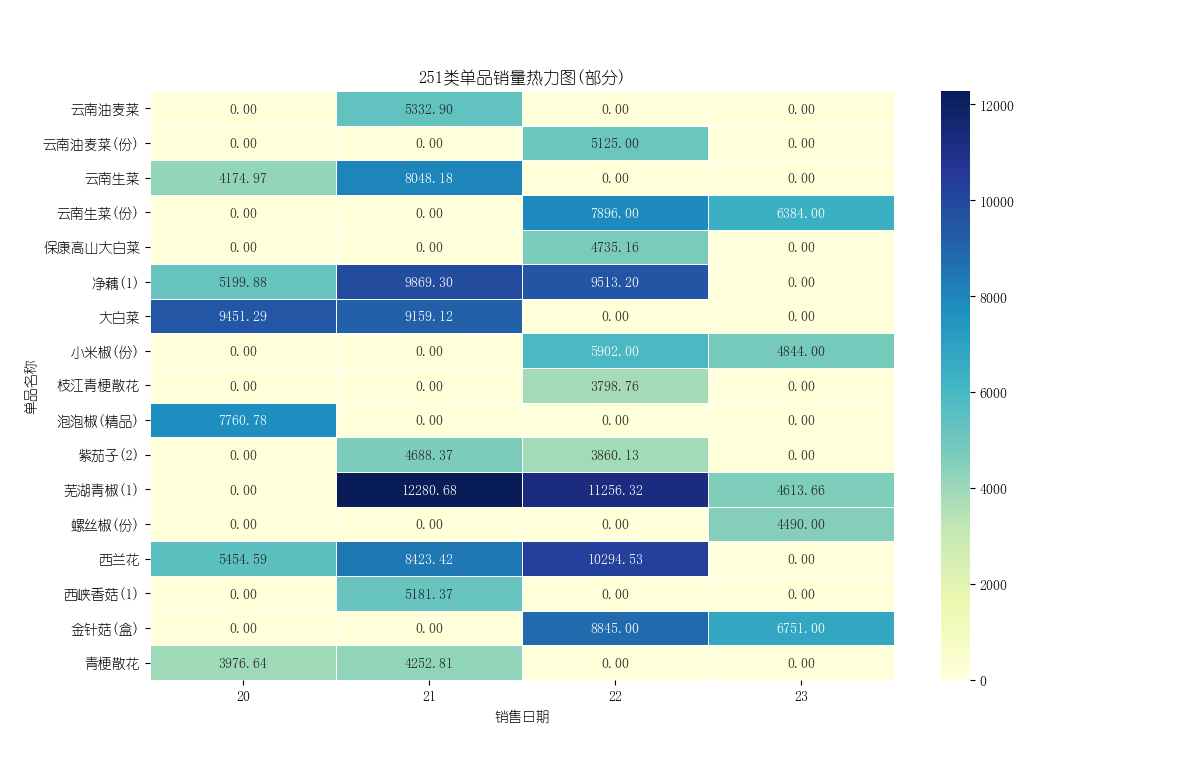 251类单品销量热力图(部分)
云南油麦菜 0.00 5332.90 0.00 0.00
云南油麦菜(份) 0.00 0.00 5125.00 0.00
云南生菜 4174.97 8048.18 0.00 0.00
云南生菜(份) 0.00 0.00 7896.00 6384.00
保康高山大白菜 0.00 0.00 4735.16 0.00
净藕(1) 5199.88 9869.30 9513.20 0.00
大白菜 9451.29 9159.12 0.00 0.00
小米椒(份) 0.00 0.00 5902.00 4844.00
枝江青梗散花 0.00 0.00 3798.76 0.00
泡泡椒(精品) 7760.78 0.00 0.00 0.00
紫茄子(2) 0.00 4688.37 3860.13 0.00
芜湖青椒(1) 0.00 12280.68 11256.32 4613.66
螺丝椒(份) 0.00 0.00 0.00 4490.00
西兰花 5454.59 8423.42 10294.53 0.00
西峡香菇(1) 0.00 5181.37 0.00 0.00
金针菇(盒) 0.00 0.00 8845.00 6751.00
青梗散花 3976.64 4252.81 0.00 0.00
20 21 22 23
销售日期
单品名称
12000
10000
8000
6000
4000
2000
0